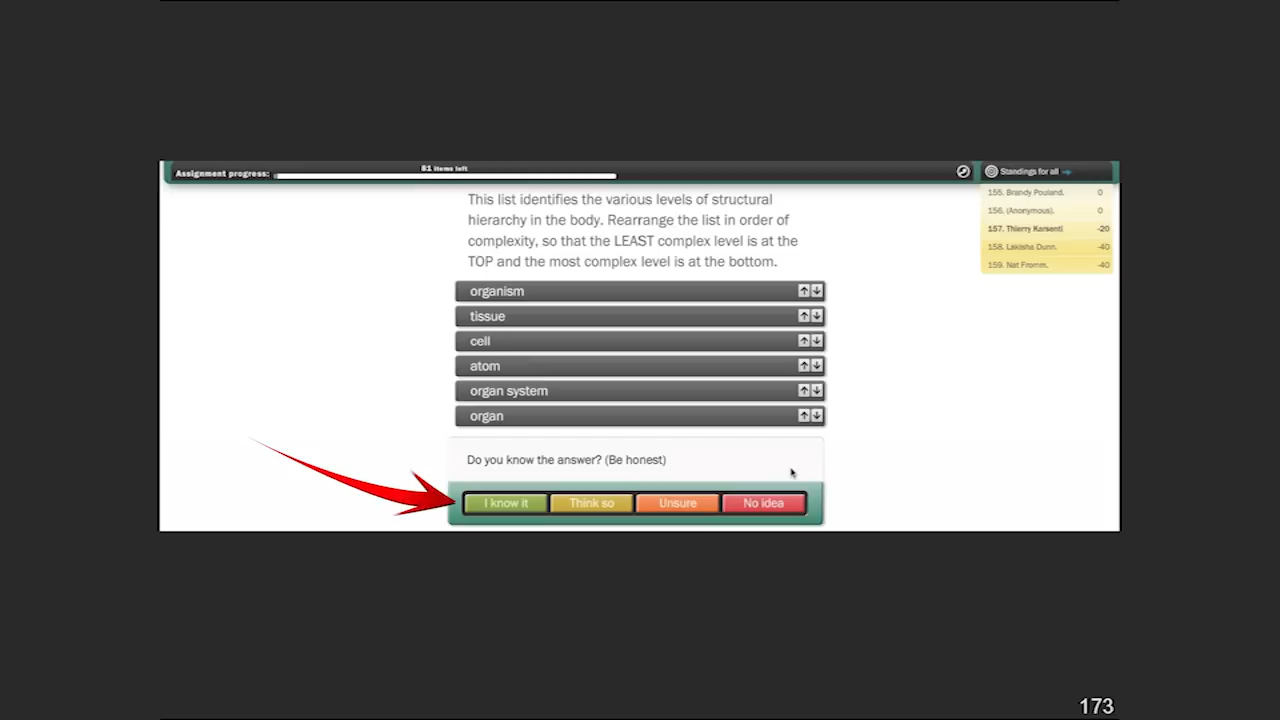 Assignment progress:
81 items left
Standings for all
155. Brandy Pouland. 0
156. (Anonymous). 0
157. Thierry Karsenti -20
158. Lakisha Dunn. -40
159. Nat Fromm. -40
This list identifies the various levels of structural
hierarchy in the body. Rearrange the list in order of
complexity, so that the LEAST complex level is at the
TOP and the most complex level is at the bottom.
organism
tissue
cell
atom
organ system
organ
Do you know the answer? (Be honest)
I know it Think so Unsure No idea
173